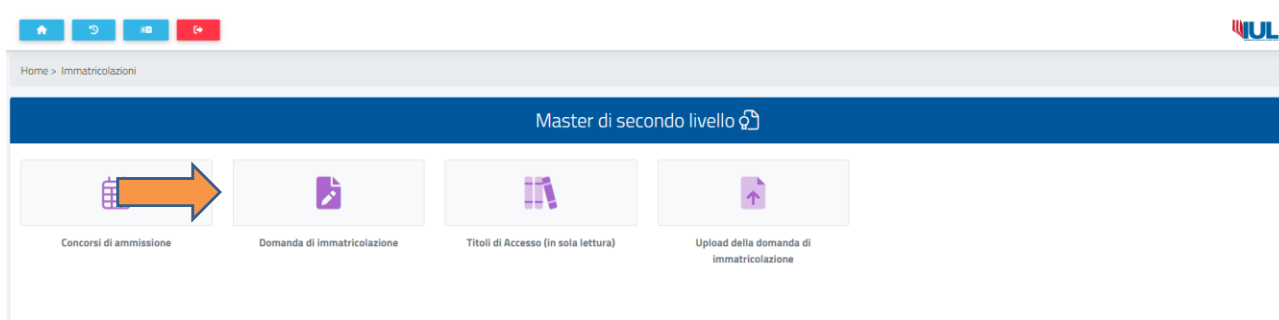 IUL
Home > Immatricolazioni
Master di secondo livello
Concorsi di ammissione
Domanda di immatricolazione
Titoli di Accesso (in sola lettura)
Upload della domanda di
immatricolazione